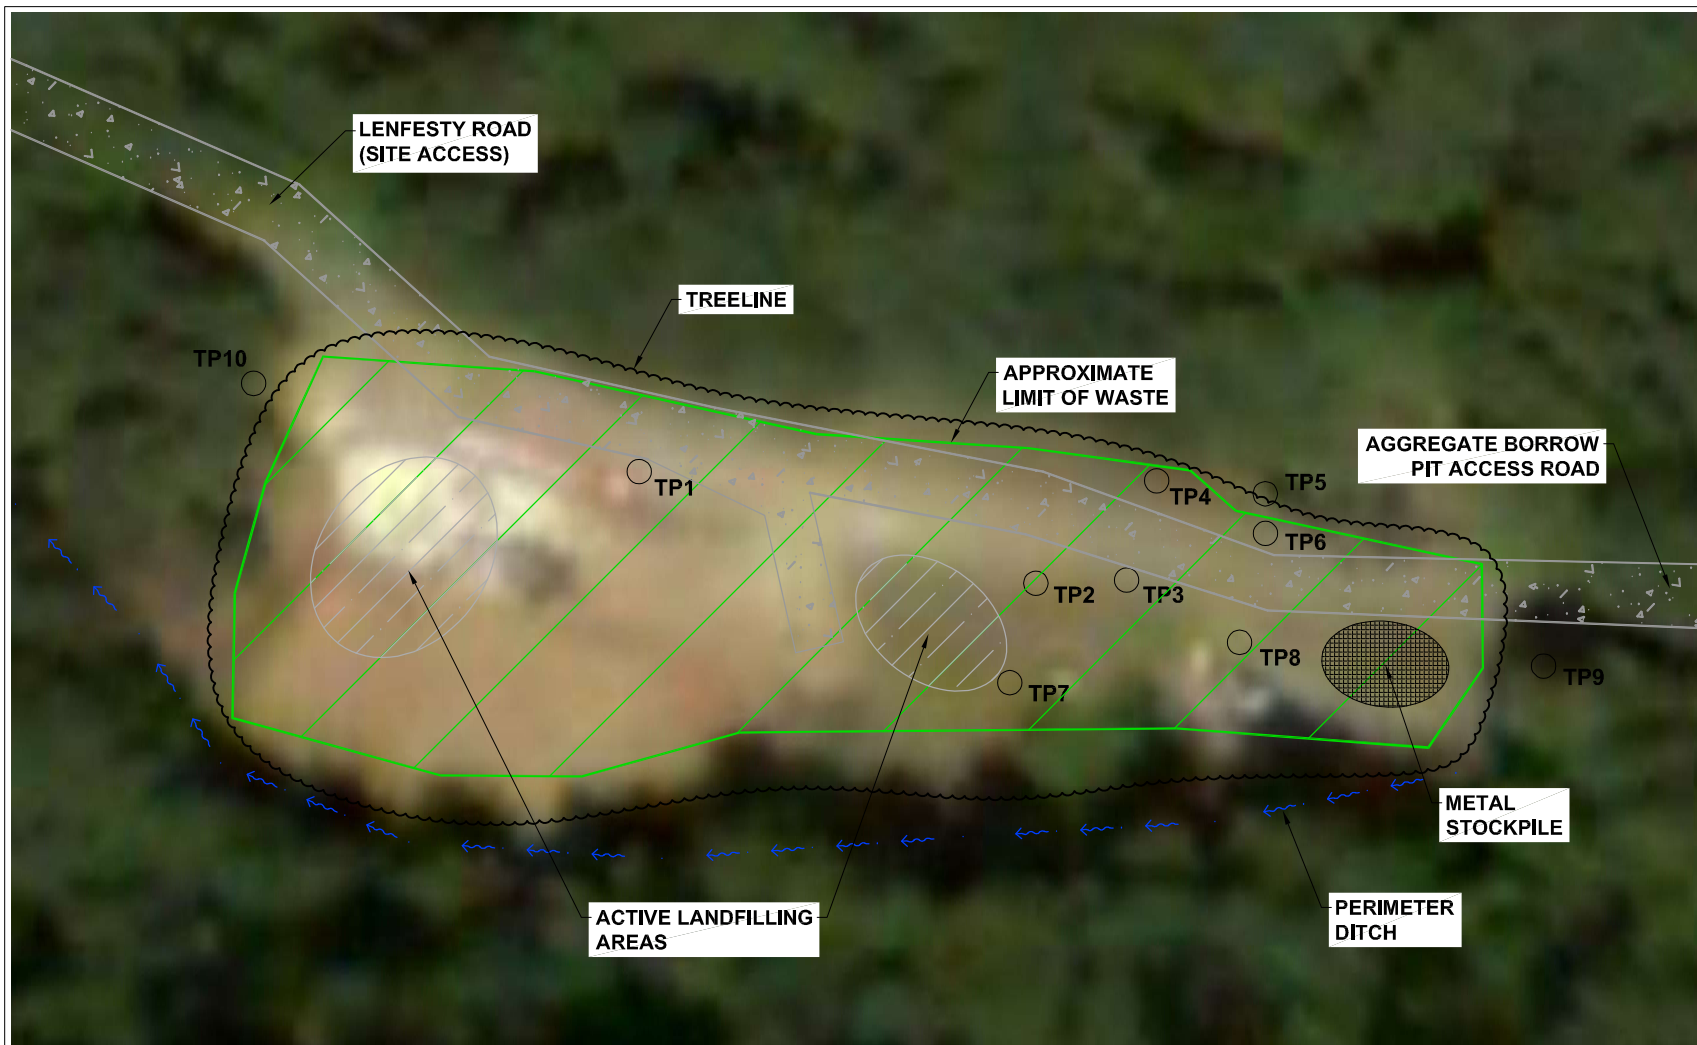 LENFESTY ROAD
(SITE ACCESS)
TREELINE
TP10
APPROXIMATE
LIMIT OF WASTE
AGGREGATE BORROW
PIT ACCESS ROAD
TP1
TP4
TP5
TP6
TP2
TP3
TP8
TP7
TP9
METAL
STOCKPILE
ACTIVE LANDFILLING
AREAS
PERIMETER
DITCH